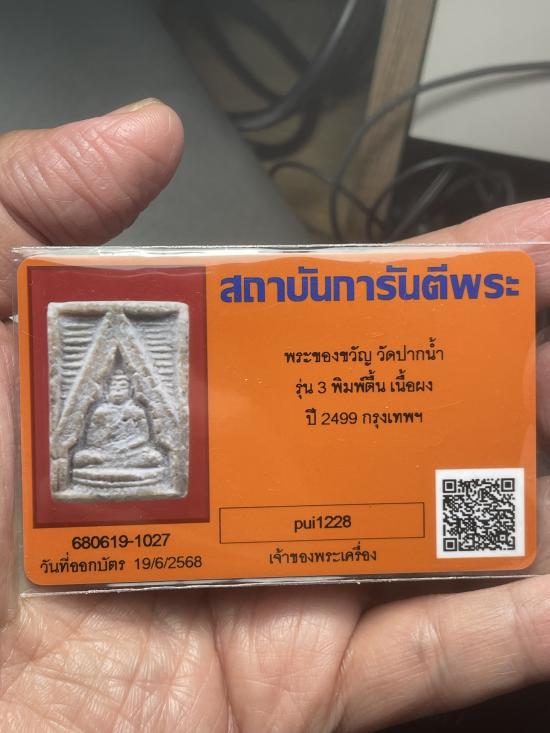 สถาบันการันตีพระ
พระของขวัญ วัดปากน้ำ
รุ่น 3 พิมพ์ตื้น เนื้อผง
ปี 2499 กรุงเทพฯ
pui1228
เจ้าของพระเครื่อง
680619-1027
วันที่ออกบัตร 19/6/2568